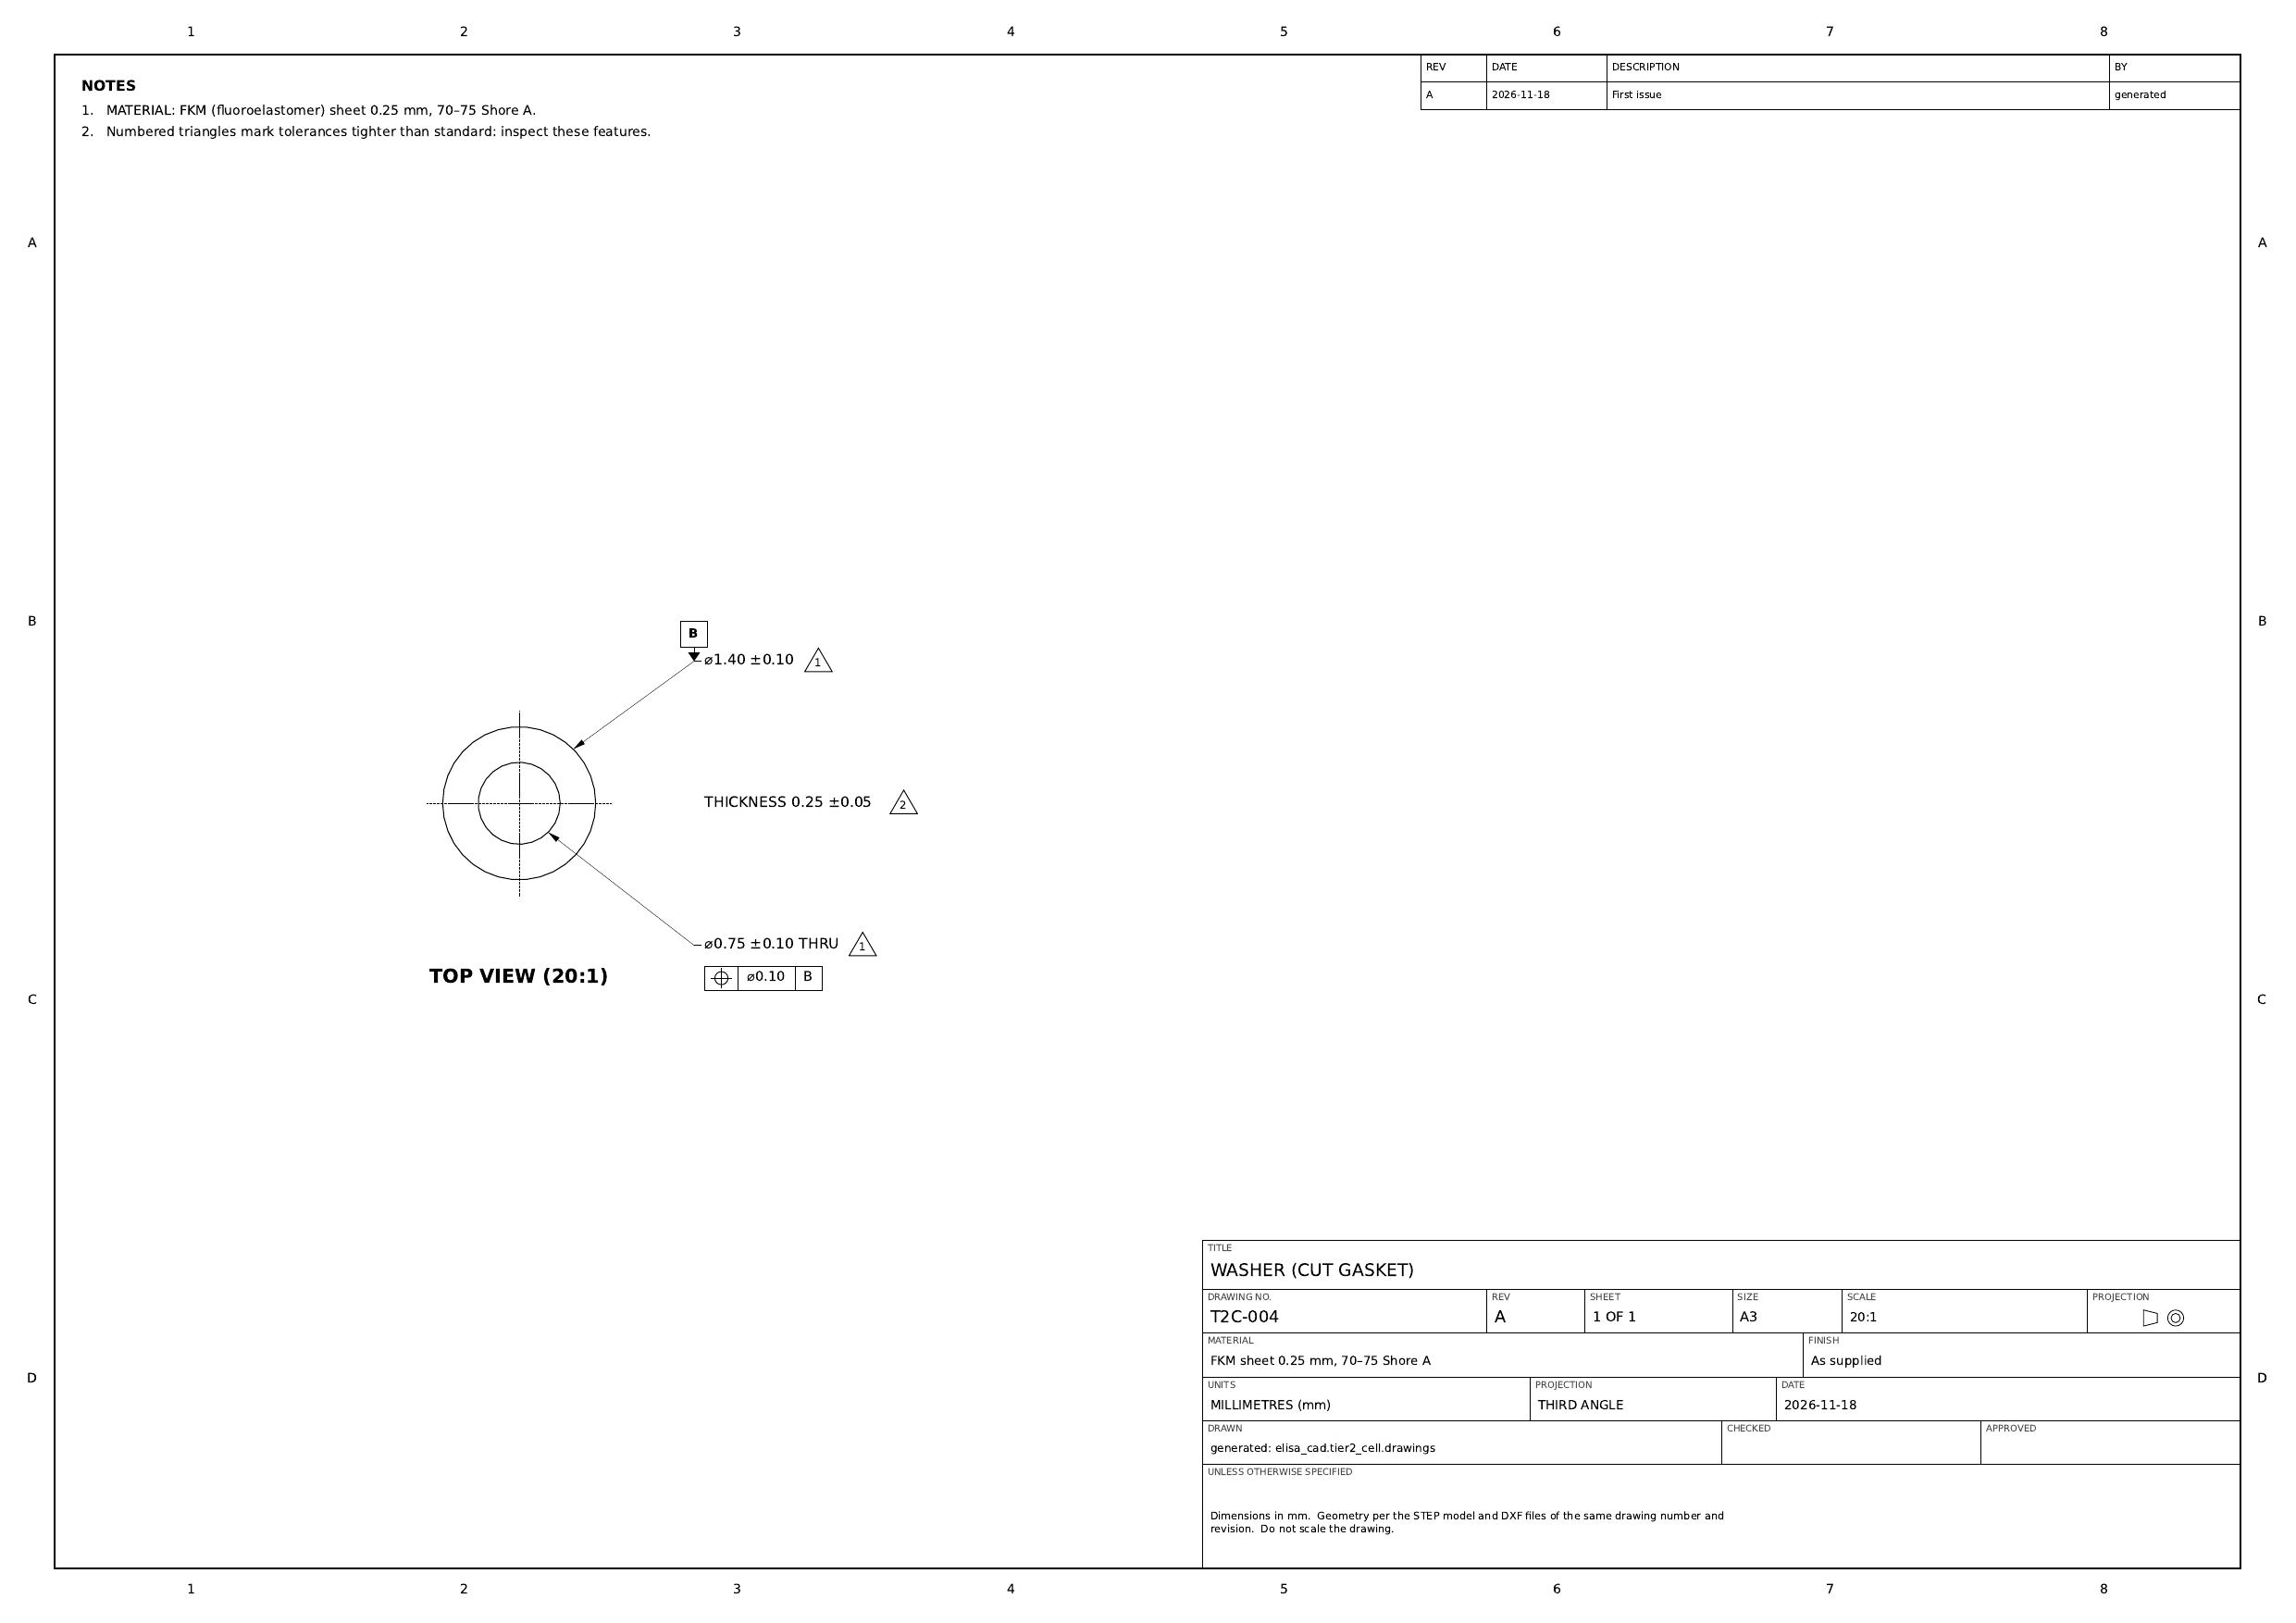 1 2 3 4 5 6 7 8
NOTES
1. MATERIAL: FKM (fluoroelastomer) sheet 0.25 mm, 70–75 Shore A.
2. Numbered triangles mark tolerances tighter than standard: inspect these features.
REV DATE DESCRIPTION BY
A 2026-11-18 First issue generated
A A
B B
B
⌀1.40 ±0.10 1
THICKNESS 0.25 ±0.05 2
⌀0.75 ±0.10 THRU 1
TOP VIEW (20:1)
⌀0.10 B
C C
TITLE
WASHER (CUT GASKET)
DRAWING NO. REV SHEET SIZE SCALE PROJECTION
T2C-004 A 1 OF 1 A3 20:1
MATERIAL FINISH
FKM sheet 0.25 mm, 70–75 Shore A As supplied
D D
UNITS PROJECTION DATE
MILLIMETRES (mm) THIRD ANGLE 2026-11-18
DRAWN CHECKED APPROVED
generated: elisa_cad.tier2_cell.drawings
UNLESS OTHERWISE SPECIFIED
Dimensions in mm. Geometry per the STEP model and DXF files of the same drawing number and
revision. Do not scale the drawing.
1 2 3 4 5 6 7 8